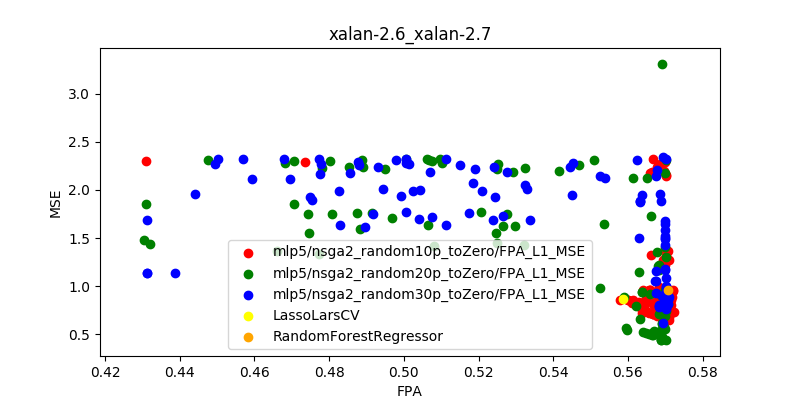 xalan-2.6_xalan-2.7
MSE
3.0
2.5
2.0
1.5
1.0
0.5
mlp5/nsga2_random10p_toZero/FPA_L1_MSE
mlp5/nsga2_random20p_toZero/FPA_L1_MSE
mlp5/nsga2_random30p_toZero/FPA_L1_MSE
LassoLarsCV
RandomForestRegressor
0.42 0.44 0.46 0.48 0.50 0.52 0.54 0.56 0.58
FPA